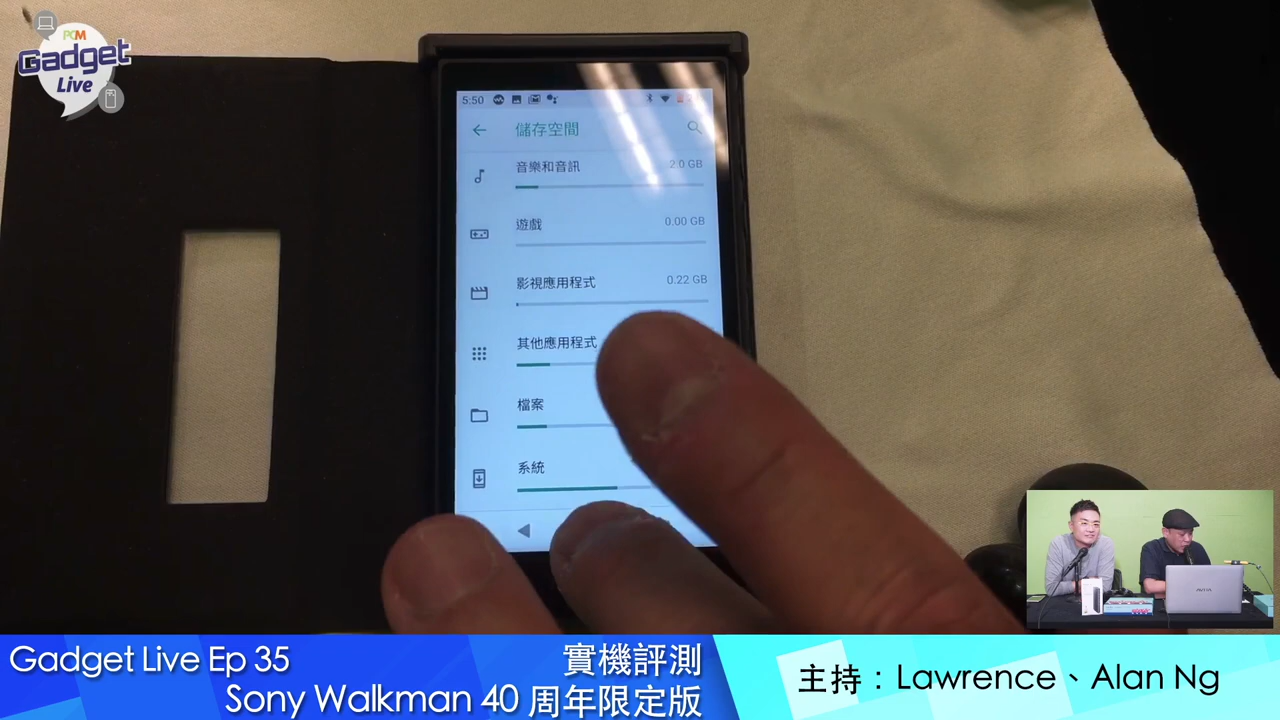 PCM
Gadget
Live
5:50
儲存空間
音樂和音訊 2.0 GB
遊戲 0.00 GB
影視應用程式 0.22 GB
其他應用程式
檔案
系統
Gadget Live Ep 35 實機評測
Sony Walkman 40 周年限定版
主持：Lawrence、Alan Ng